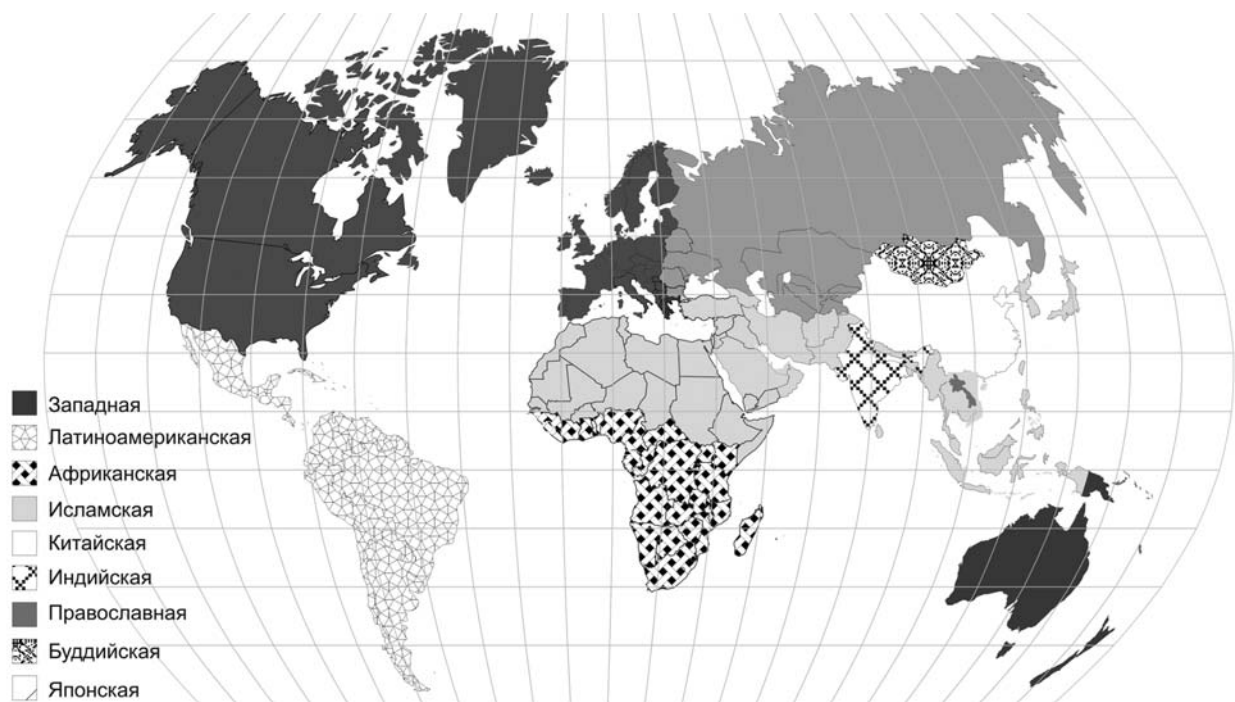 Западная
Латиноамериканская
Африканская
Исламская
Китайская
Индийская
Православная
Буддийская
Японская